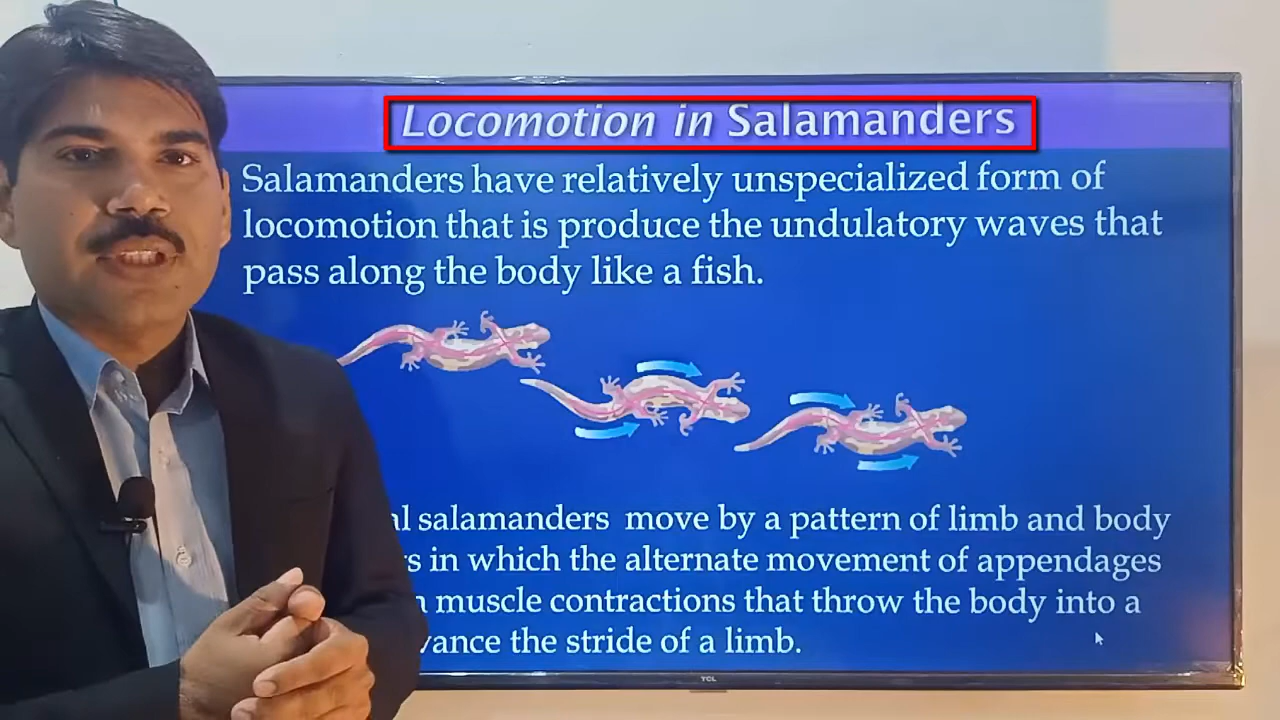 Locomotion in Salamanders
Salamanders have relatively unspecialized form of
locomotion that is produce the undulatory waves that
pass along the body like a fish.
salamanders move by a pattern of limb and body
in which the alternate movement of appendages
muscle contractions that throw the body into a
the stride of a limb.
TCL